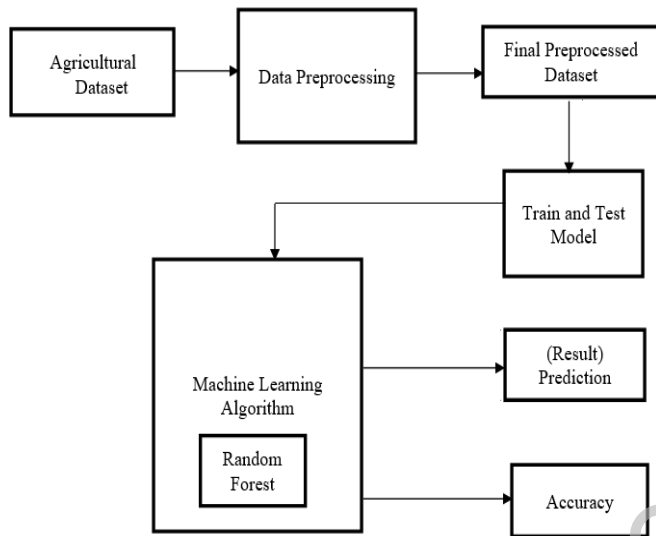 Agricultural
Dataset
Data Preprocessing
Final Preprocessed
Dataset
Train and Test
Model
Machine Learning
Algorithm
Random
Forest
(Result)
Prediction
Accuracy